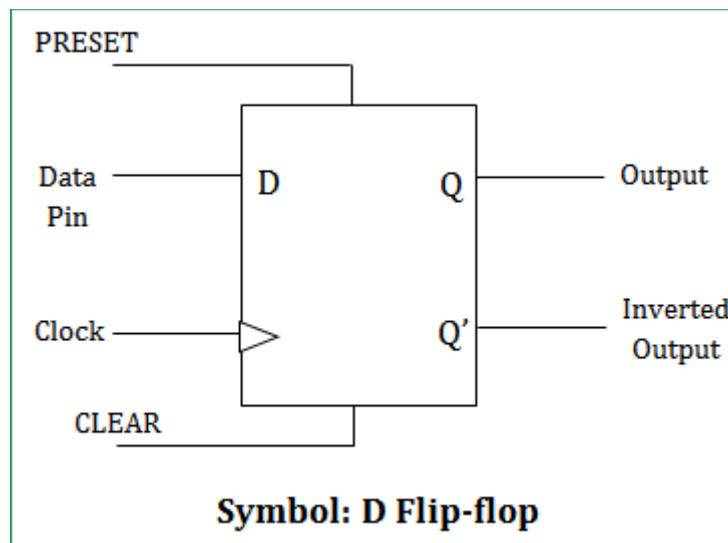 PRESET
Data
Pin
D
Q
Output
Clock
Q’
Inverted
Output
CLEAR
Symbol: D Flip-flop